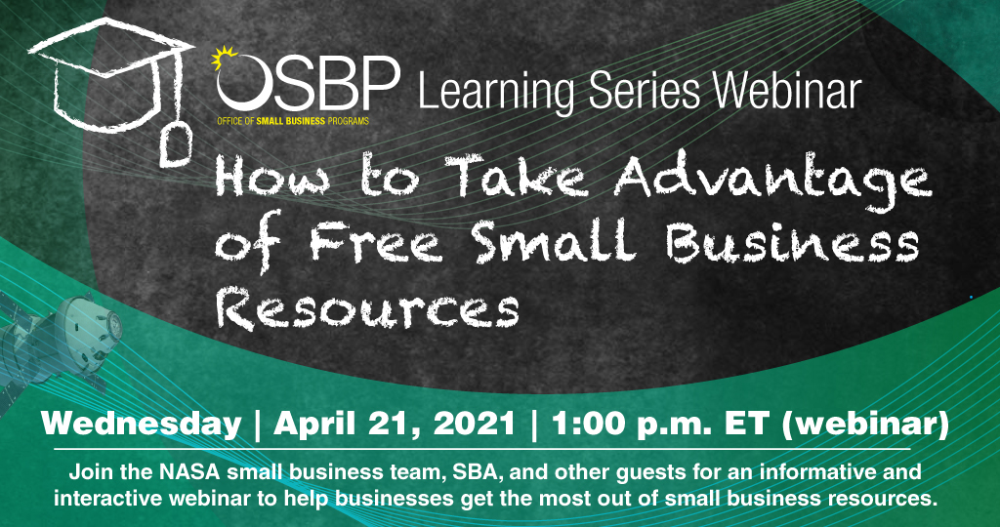 OSBP Learning Series Webinar
OFFICE OF SMALL BUSINESS PROGRAMS
How to Take Advantage
of Free Small Business
Resources
Wednesday | April 21, 2021 | 1:00 p.m. ET (webinar)
Join the NASA small business team, SBA, and other guests for an informative and
interactive webinar to help businesses get the most out of small business resources.